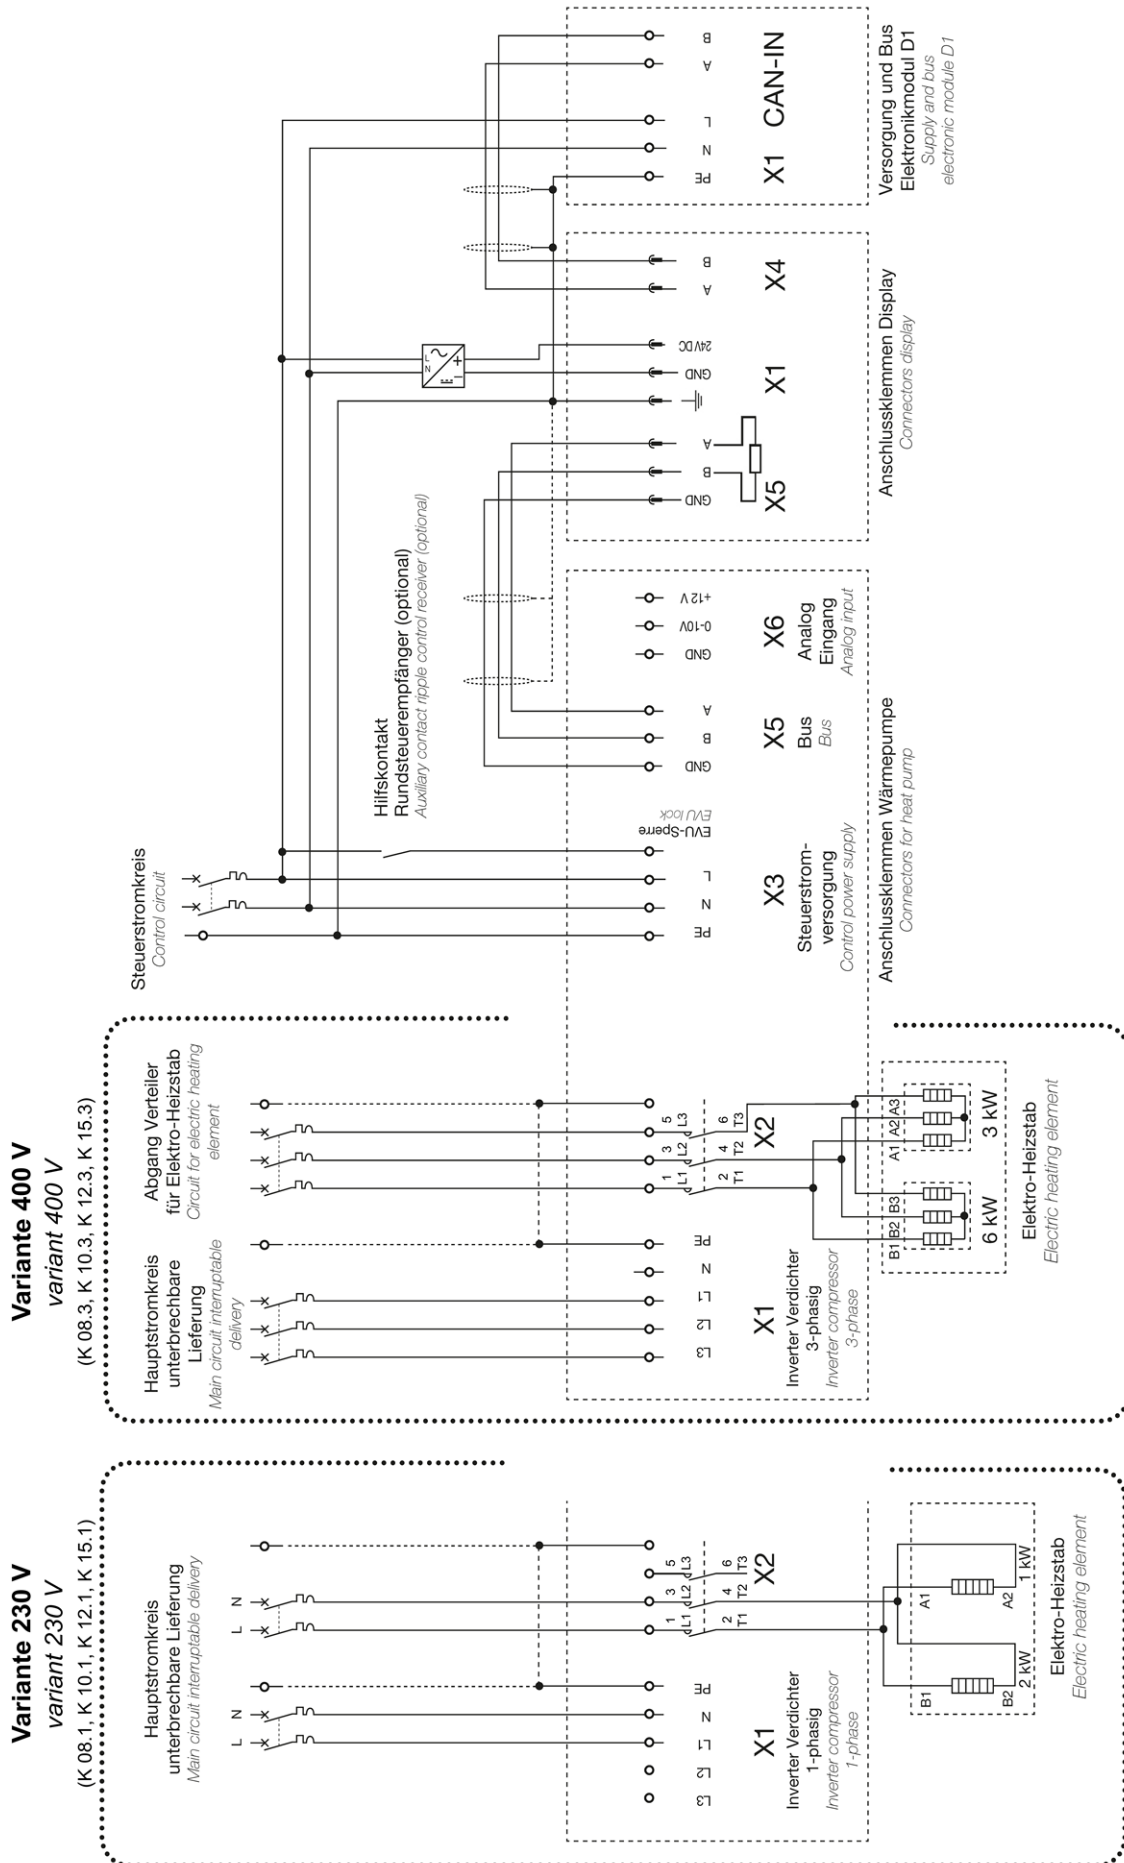 Variante 230 V
variant 230 V
(K 08.1, K 10.1, K 12.1, K 15.1)
Hauptstromkreis
unterbrechbare Lieferung
Main circuit interruptable delivery
L
N
L
N
L3
L2
L1
N
PE
1
L1
3
L2
5
L3
2
T1
4
T2
6
T3
X1
X2
Inverter Verdichter
1-phasig
Inverter compressor
1-phase
B1
B2
2 kW
A1
A2
1 kW
Elektro-Heizstab
Electric heating element
Variante 400 V
variant 400 V
(K 08.3, K 10.3, K 12.3, K 15.3)
Hauptstromkreis
unterbrechbare
Lieferung
Main circuit interruptable
delivery
Abgang Verteiler
für Elektro-Heizstab
Circuit for electric heating
element
L3
L2
L1
N
PE
1
L1
3
L2
5
L3
2
T1
4
T2
6
T3
X1
X2
Inverter Verdichter
3-phasig
Inverter compressor
3-phase
B1
B2
B3
6 kW
A1
A2
A3
3 kW
Elektro-Heizstab
Electric heating element
Steuerstromkreis
Control circuit
Hilfskontakt
Rundsteuerempfänger (optional)
Auxiliary contact ripple control receiver (optional)
PE
N
L
EVU-Sperre
EVU lock
X3
Steuerstrom-
versorgung
Control power supply
GND
B
A
X5
Bus
Bus
GND
0-10V
+12 V
X6
Analog
Eingang
Analog input
Anschlussklemmen Wärmepumpe
Connectors for heat pump
L
N
+
−
GND
B
A
X5
GND
24V DC
X1
A
B
X4
Anschlussklemmen Display
Connectors display
PE
N
L
A
B
X1
CAN-IN
Versorgung und Bus
Elektronikmodul D1
Supply and bus
electronic module D1